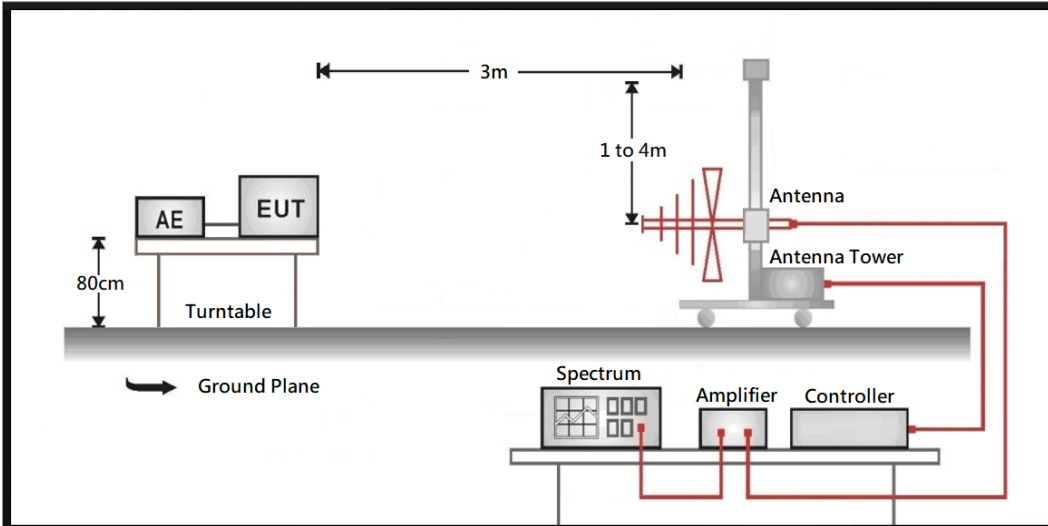 3m
1 to 4m
Antenna
AE
EUT
Antenna Tower
80cm
Turntable
Ground Plane
Spectrum
Amplifier
Controller